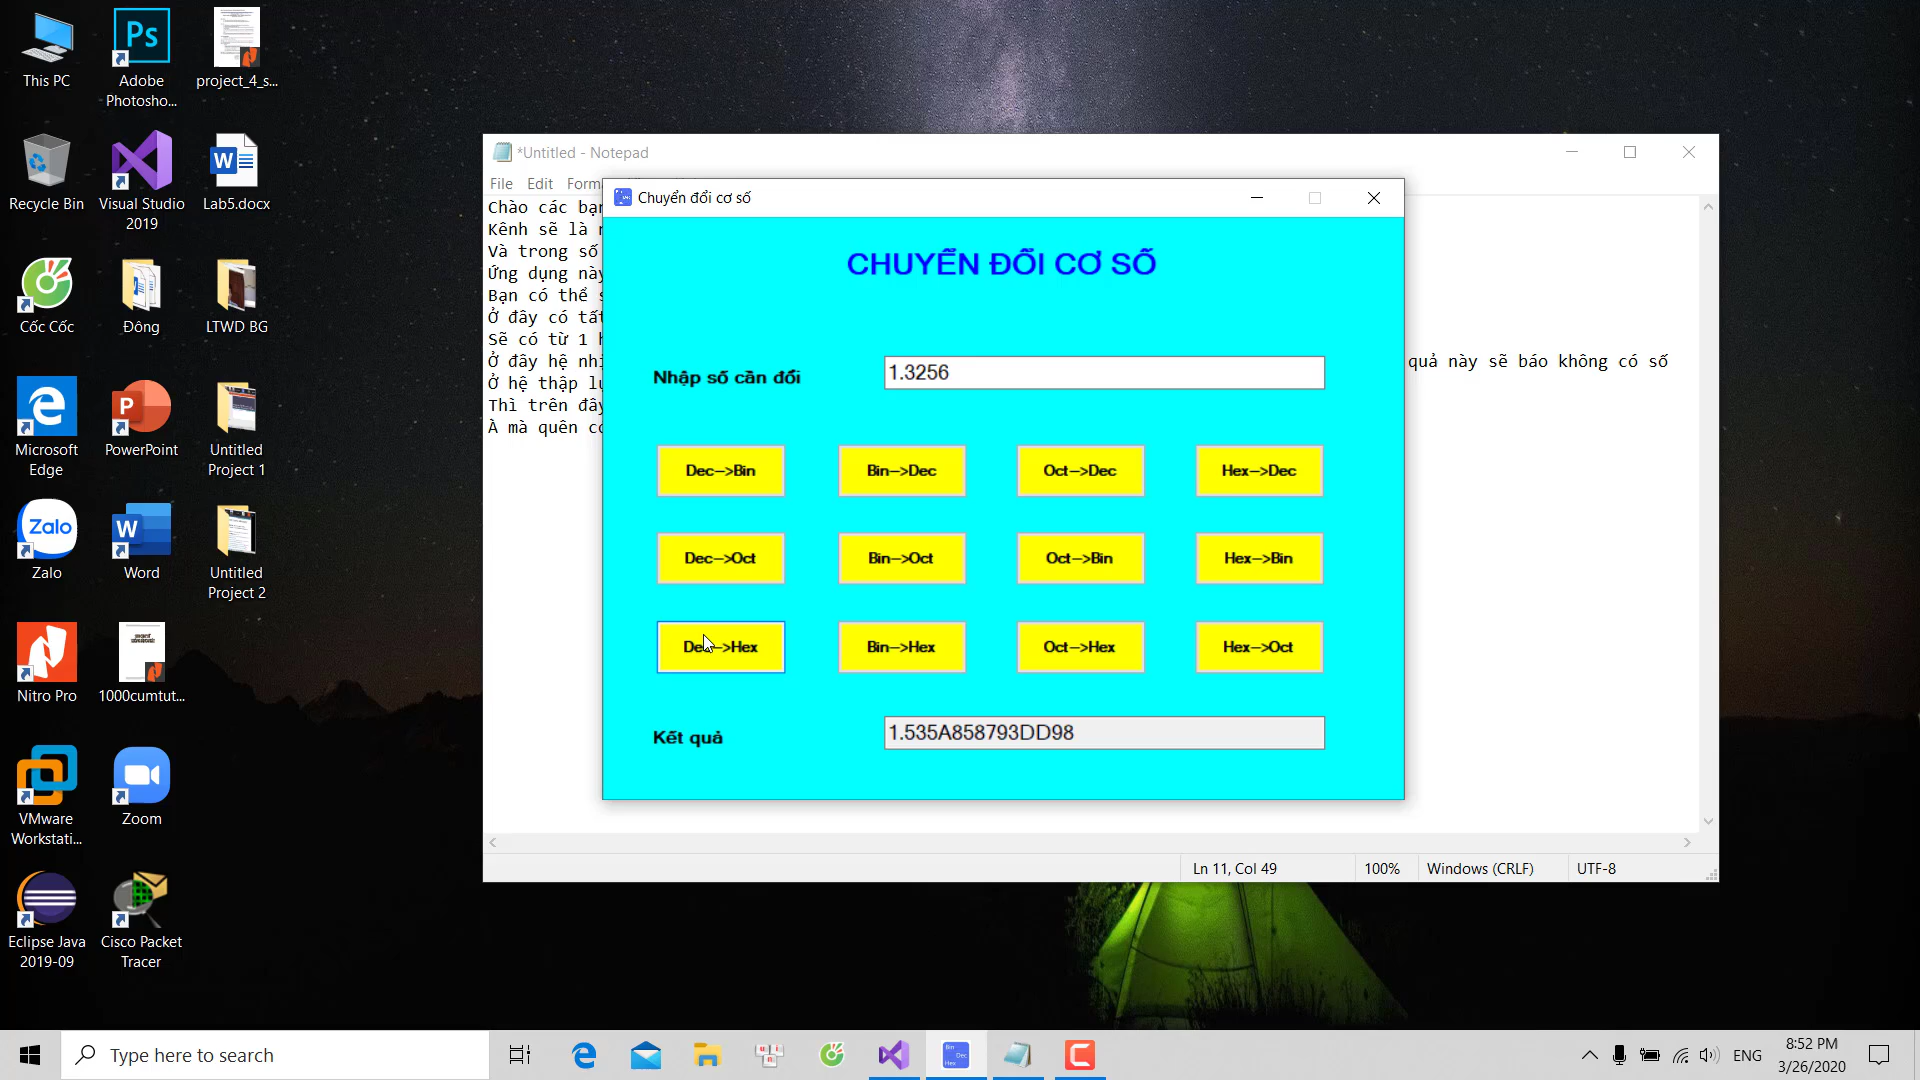 This PC
Adobe
Photosho...
project_4_s...
Recycle Bin
Visual Studio
2019
Lab5.docx
Cốc Cốc
Đông
LTWD BG
Microsoft
Edge
PowerPoint
Untitled
Project 1
Zalo
Zalo
Word
Untitled
Project 2
Nitro Pro
1000cumtut...
VMware
Workstati...
Zoom
Eclipse Java
2019-09
Cisco Packet
Tracer
*Untitled - Notepad
File Edit
Chào các
Kênh sẽ là
Và trong số
Ứng dụng
Bạn có thể
Ở đây có
Sẽ có từ 1
Ở đây hệ quả này sẽ báo không có số
Ở hệ thập
Thì trên
À mà quên
Ln 11, Col 49 100% Windows (CRLF) UTF-8
Chuyển đổi cơ số
CHUYỂN ĐỔI CƠ SỐ
Nhập số cần đổi 1.3256
Dec-->Bin Bin-->Dec Oct-->Dec Hex-->Dec
Dec-->Oct Bin-->Oct Oct-->Bin Hex-->Bin
Dec-->Hex Bin-->Hex Oct-->Hex Hex-->Oct
Kết quả 1.535A858793DD98
Type here to search
ENG
8:52 PM
3/26/2020